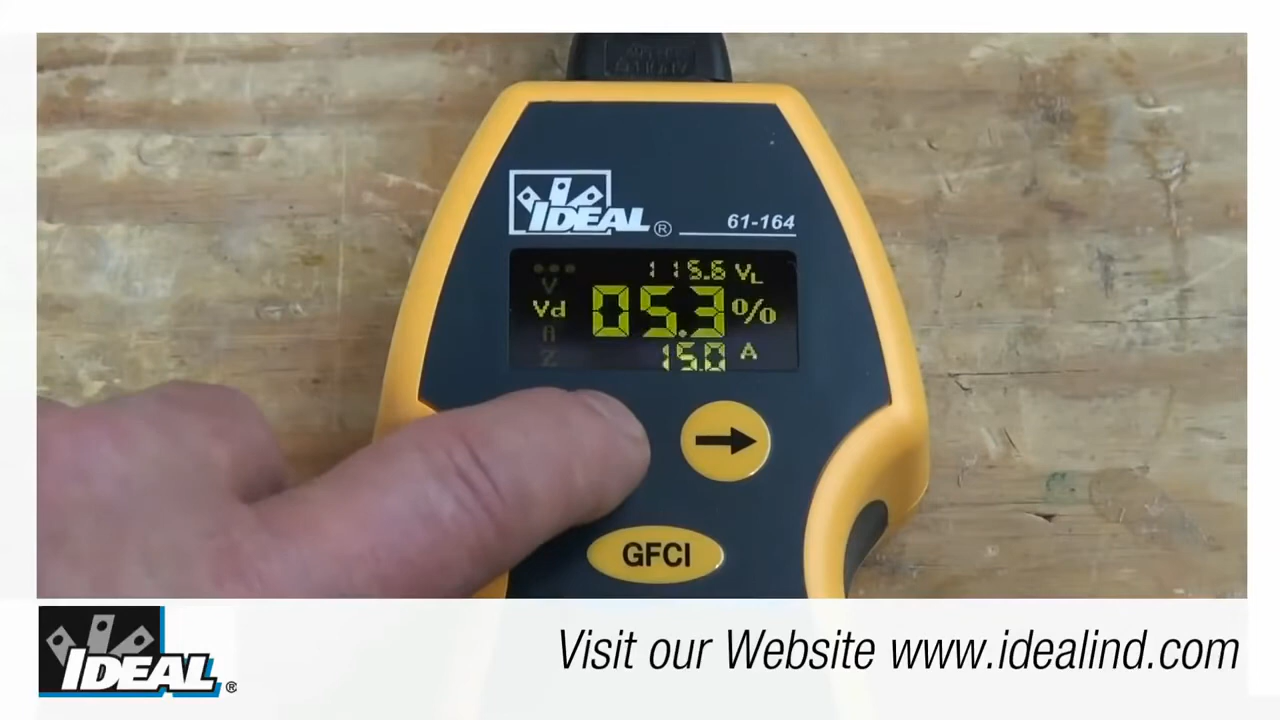 IDEAL®
61-164
115.6 VL
V
Vd 05.3%
A
15.0 A
Z
GFCI
IDEAL®
Visit our Website www.idealind.com